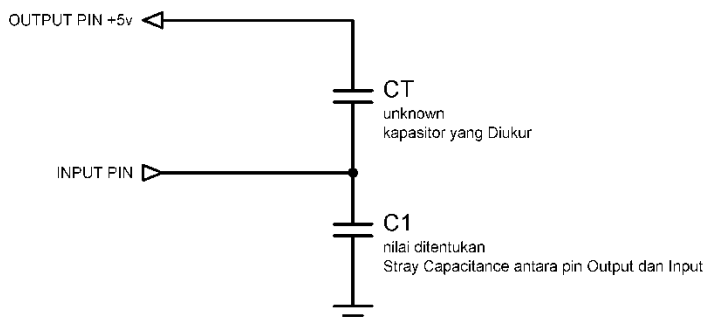 OUTPUT PIN +5v
CT
unknown
kapasitor yang Diukur
INPUT PIN
C1
nilai ditentukan
Stray Capacitance antara pin Output dan Input